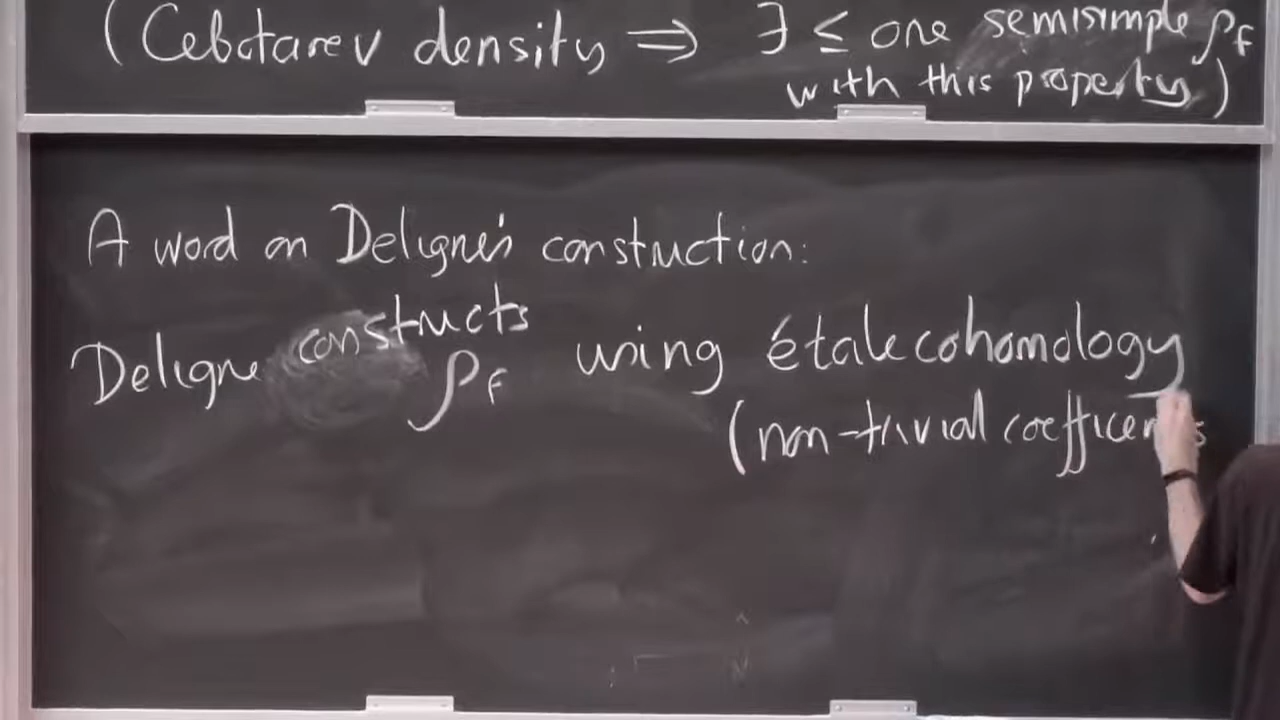 (Cebotarev density ⇒ ∃ ≤ one semisimple ρ_f
with this property)
A word on Deligne's construction:
Deligne constructs ρ_f using étale cohomology
(non-trivial coefficents